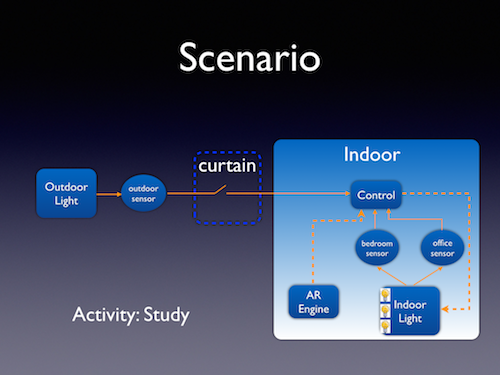 Scenario
Indoor
curtain
Outdoor
Light
outdoor
sensor
Control
bedroom
sensor
office
sensor
AR
Engine
Indoor
Light
Activity: Study